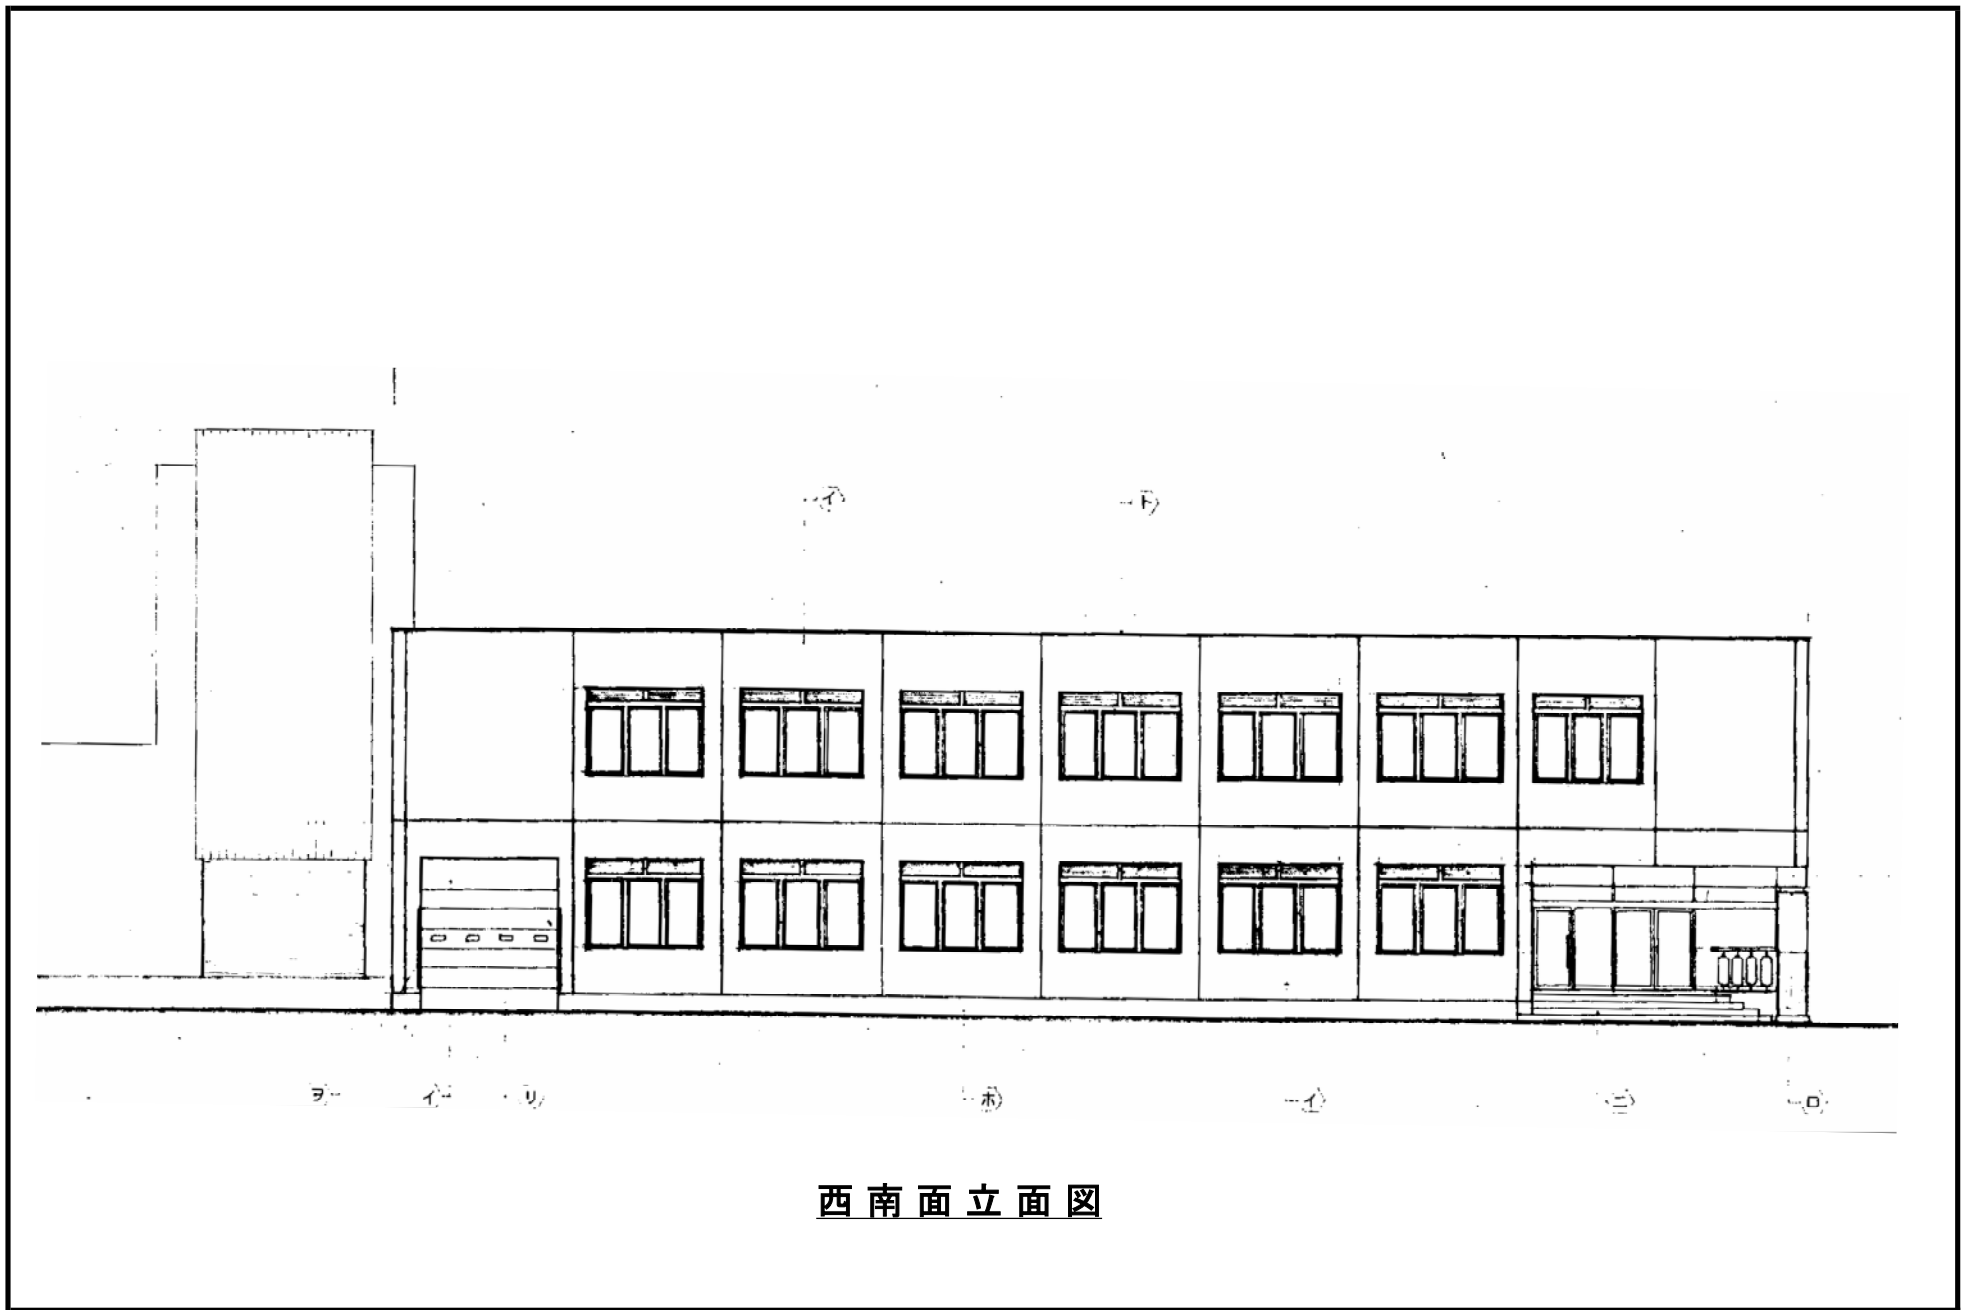 イ ト
ヲ イ リ ホ イ ニ ロ
西南面立面図